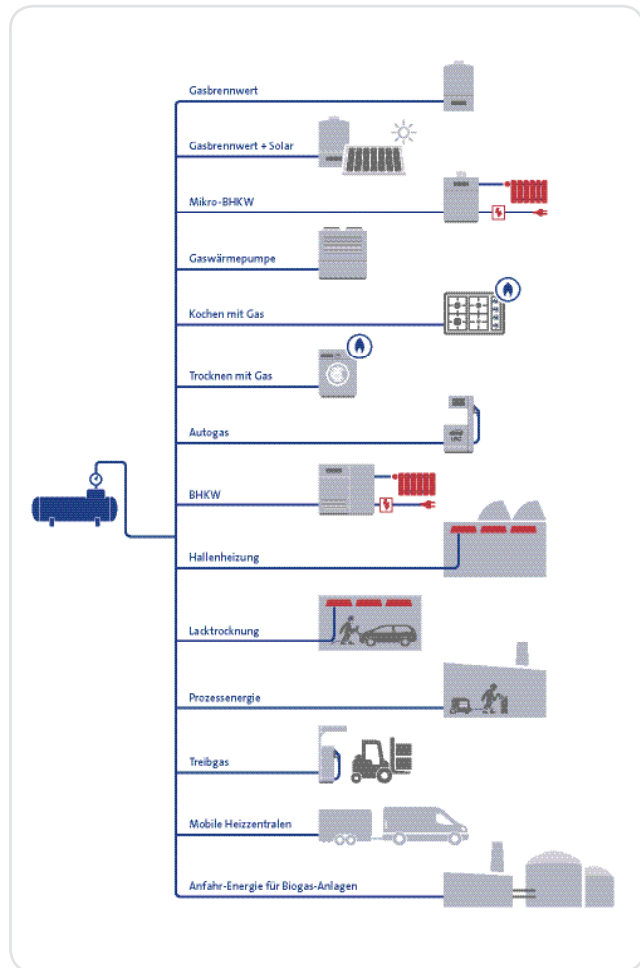 Gasbrennwert
Gasbrennwert + Solar
Mikro-BHKW
Gaswärmepumpe
Kochen mit Gas
Trocknen mit Gas
Autogas
BHKW
Hallenheizung
Lacktrocknung
Prozessenergie
Treibgas
Mobile Heizzentralen
Anfahr-Energie für Biogas-Anlagen